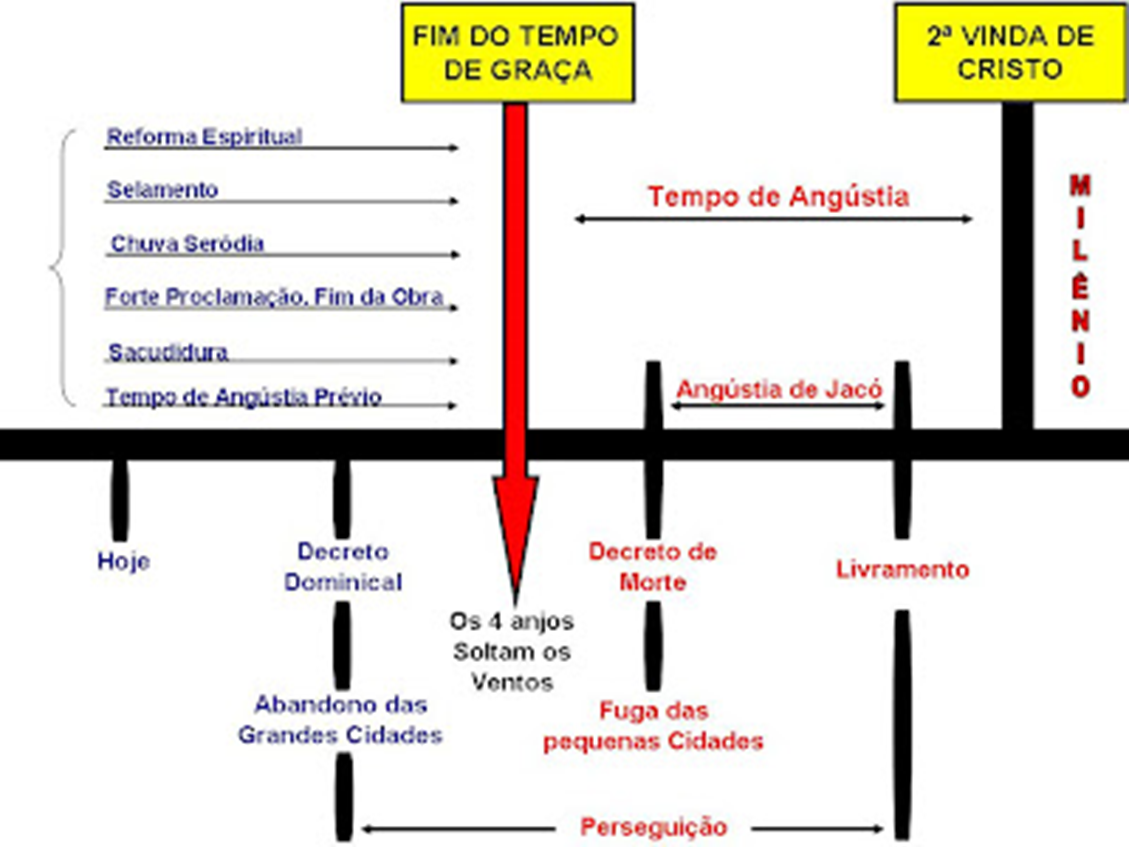 FIM DO TEMPO
DE GRAÇA
2ª VINDA DE
CRISTO
Reforma Espiritual
Selamento
Chuva Seródia
Forte Proclamação, Fim da Obra
Sacudidura
Tempo de Angústia Prévio
Tempo de Angústia
Angústia de Jacó
M
I
L
Ê
N
I
O
Hoje
Decreto
Dominical
Os 4 anjos
Soltam os
Ventos
Decreto de
Morte
Livramento
Abandono das
Grandes Cidades
Fuga das
pequenas Cidades
Perseguição